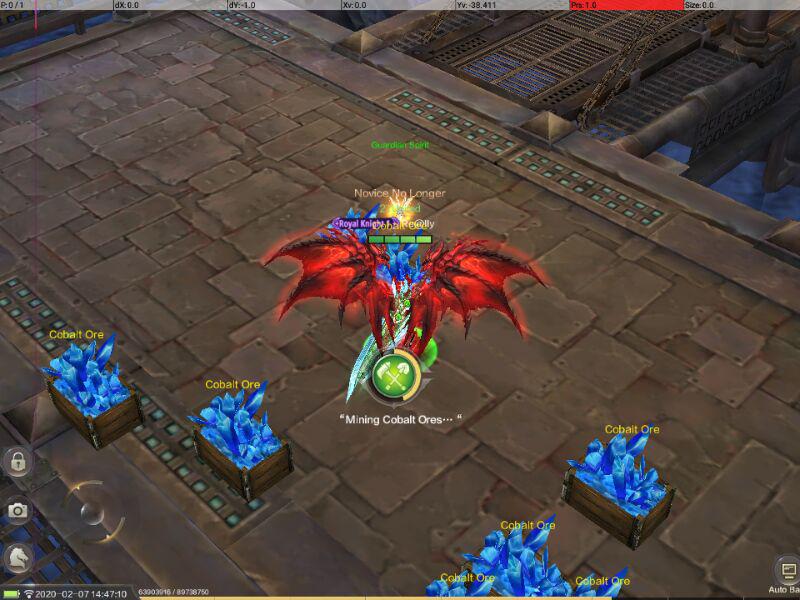 P: 0 / 1
dX: 0.0
dY: -1.0
Xv: 0.0
Yv: -38.411
Prs: 1.0
Size: 0.0
Guardian Spirit
Novice No Longer
Royal Knight
Cobalt Ore
Cobalt Ore
"Mining Cobalt Ores··· "
Cobalt Ore
Cobalt Ore
Cobalt Ore
Cobalt Ore
Auto Ba
2020-02-07 14:47:10
63903916 / 89738750